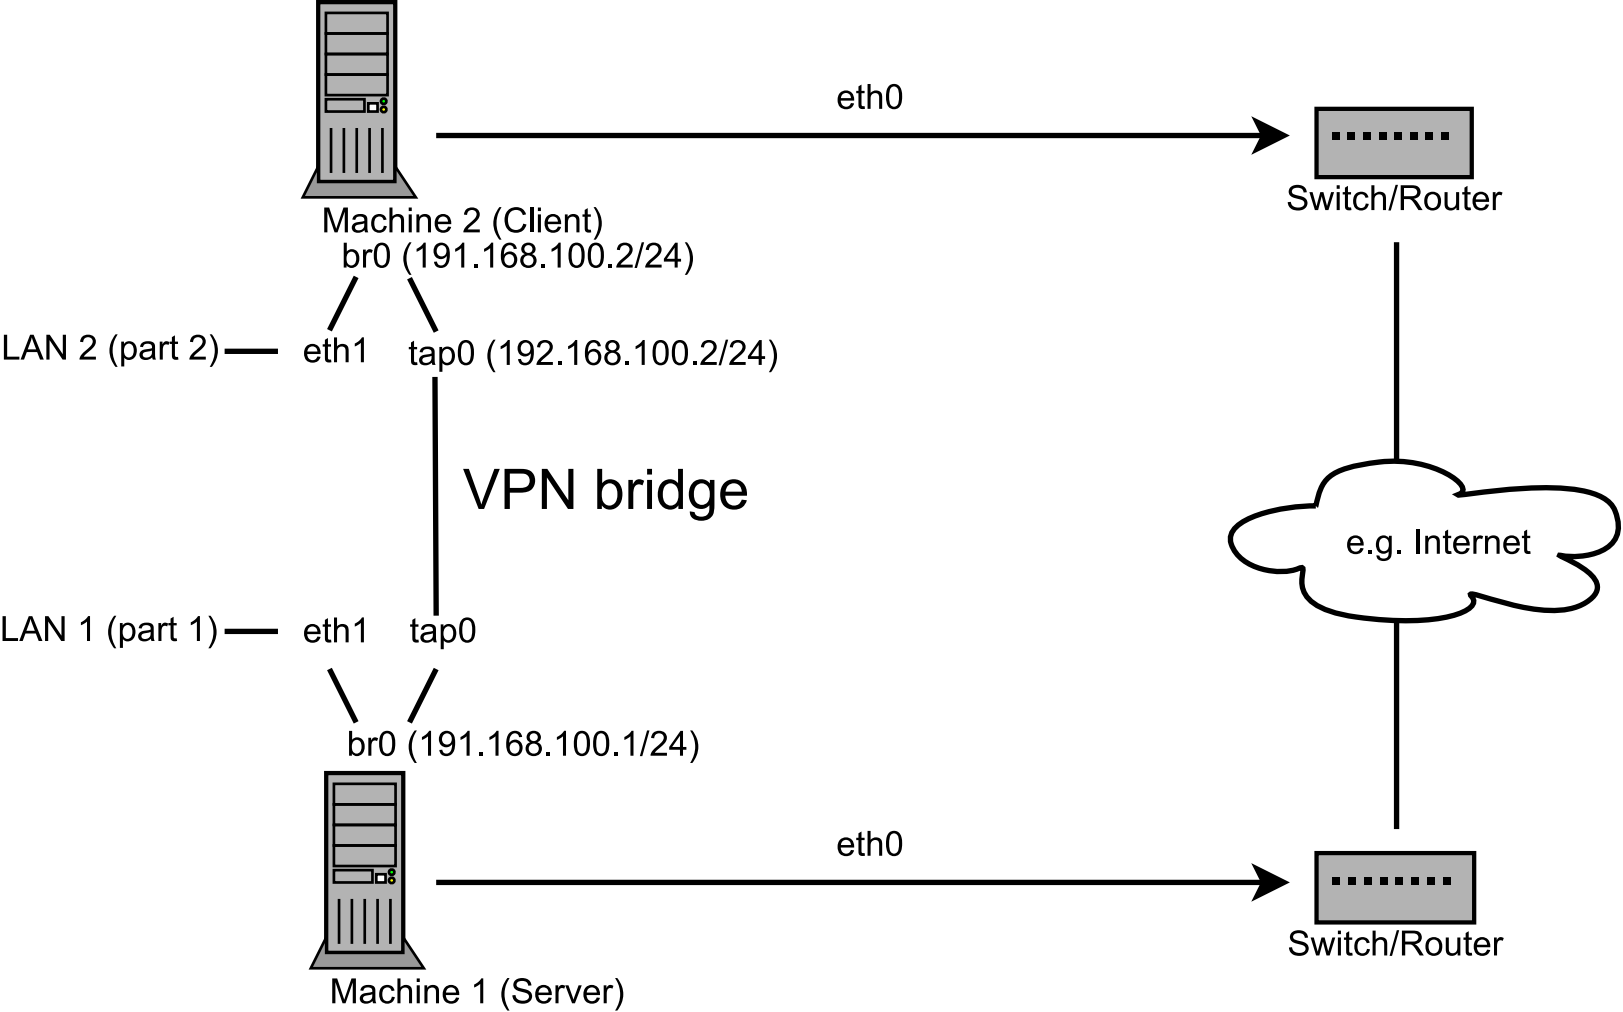 eth0
Switch/Router
Machine 2 (Client)
br0 (191.168.100.2/24)
LAN 2 (part 2)
eth1
tap0 (192.168.100.2/24)
VPN bridge
e.g. Internet
LAN 1 (part 1)
eth1
tap0
br0 (191.168.100.1/24)
eth0
Switch/Router
Machine 1 (Server)